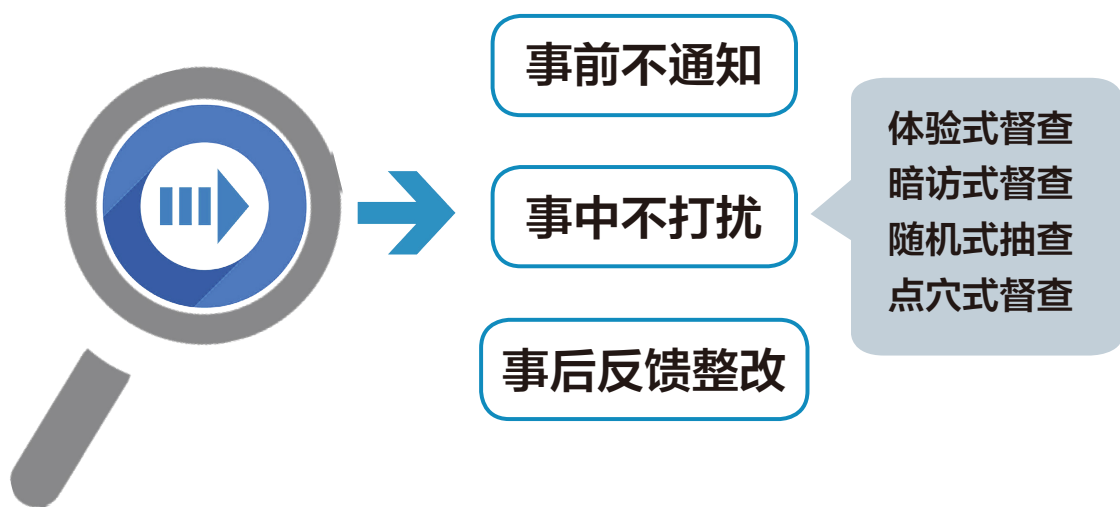 事前不通知
事中不打扰
体验式督查
暗访式督查
随机式抽查
点穴式督查
事后反馈整改